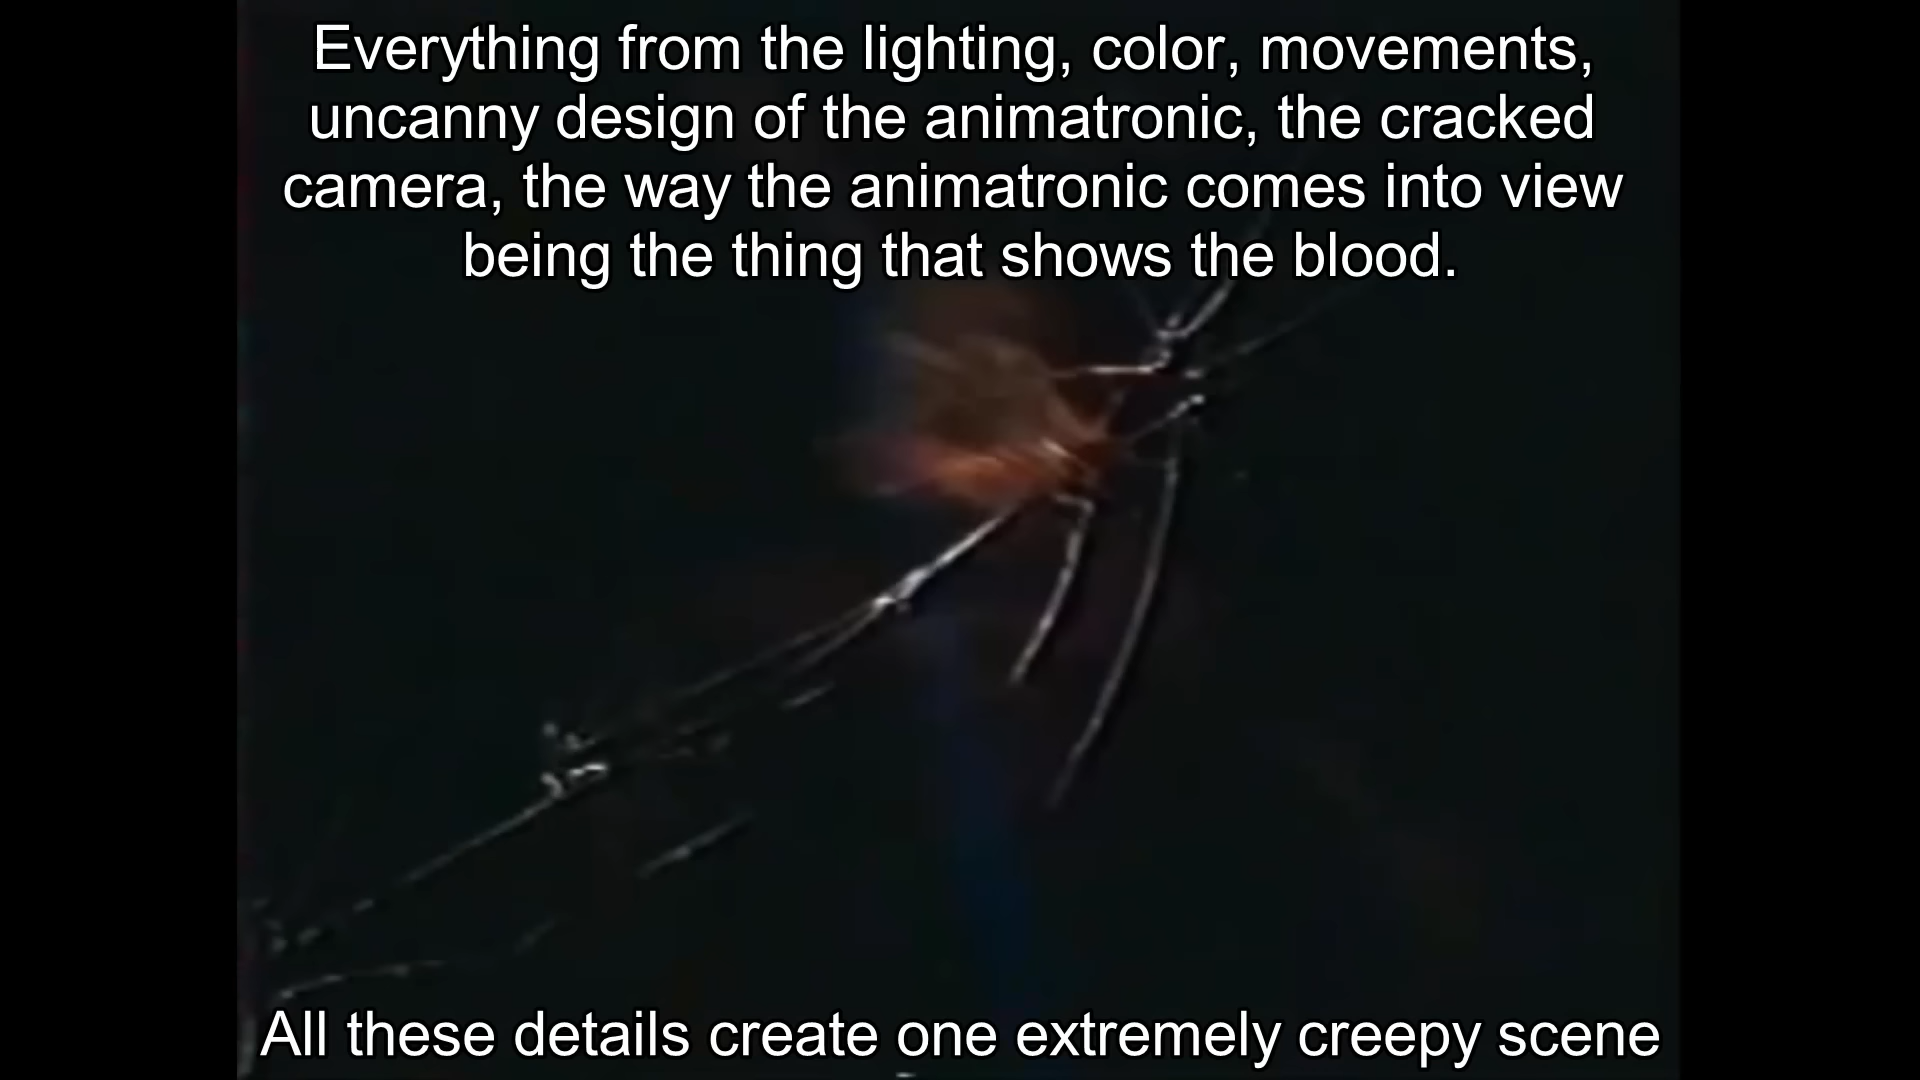 Everything from the lighting, color, movements,
uncanny design of the animatronic, the cracked
camera, the way the animatronic comes into view
being the thing that shows the blood.
All these details create one extremely creepy scene